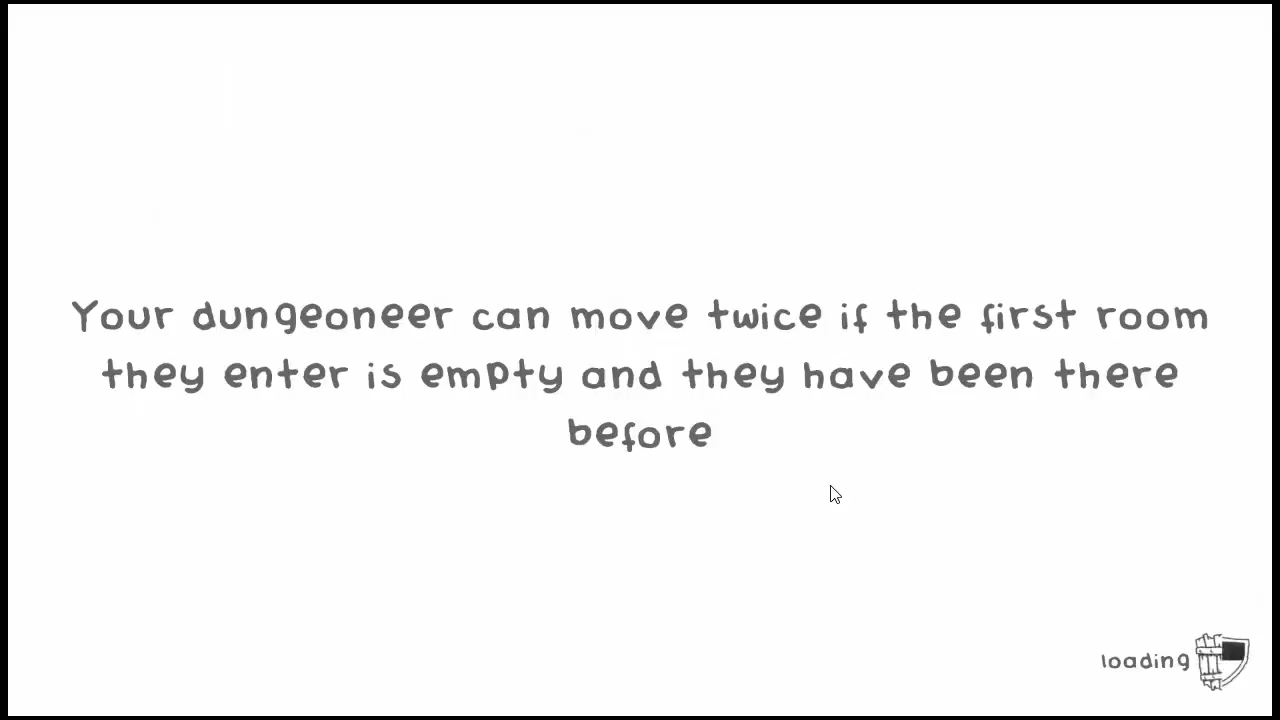 Your dungeoneer can move twice if the first room
they enter is empty and they have been there
before
loading